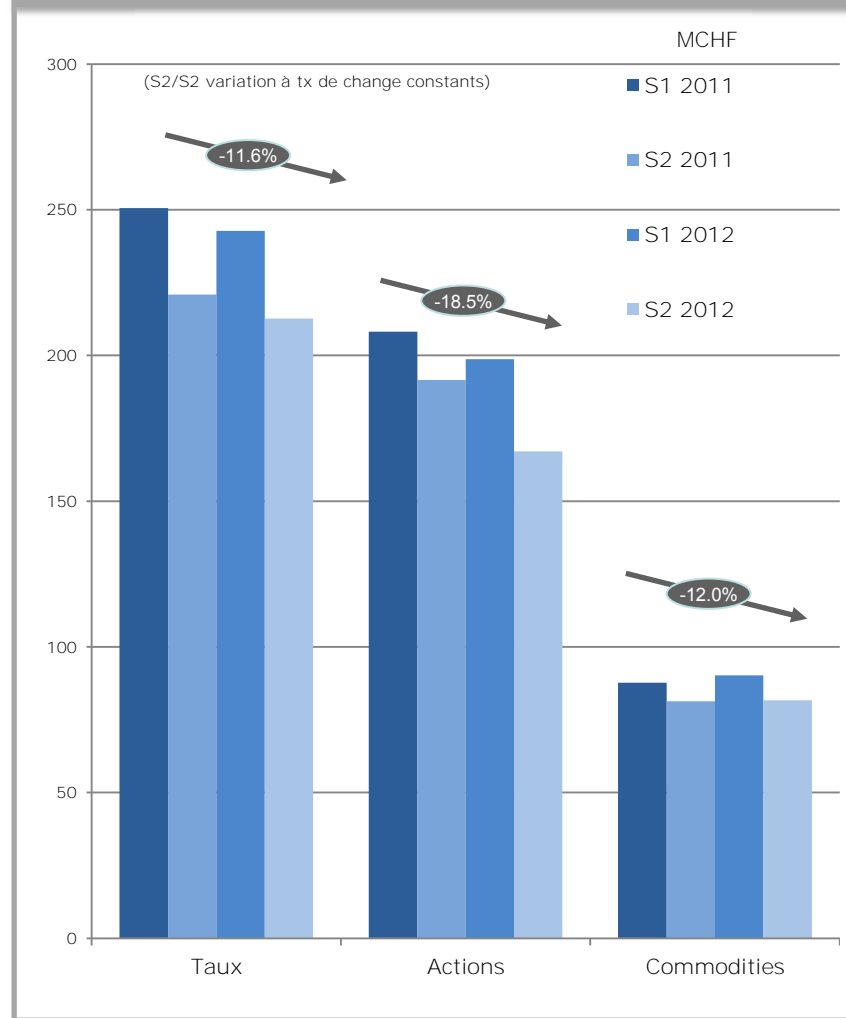 MCHF
(S2/S2 variation à tx de change constants)
S1 2011
S2 2011
S1 2012
S2 2012
300
250
200
150
100
50
0
-11.6%
-18.5%
-12.0%
Taux
Actions
Commodities